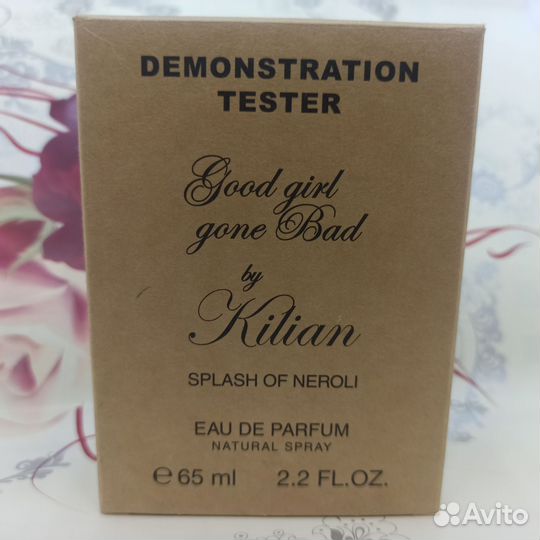 DEMONSTRATION
TESTER
Good girl
gone Bad
by
Kilian
SPLASH OF NEROLI
EAU DE PARFUM
NATURAL SPRAY
℮ 65 ml 2.2 FL.OZ.
Avito